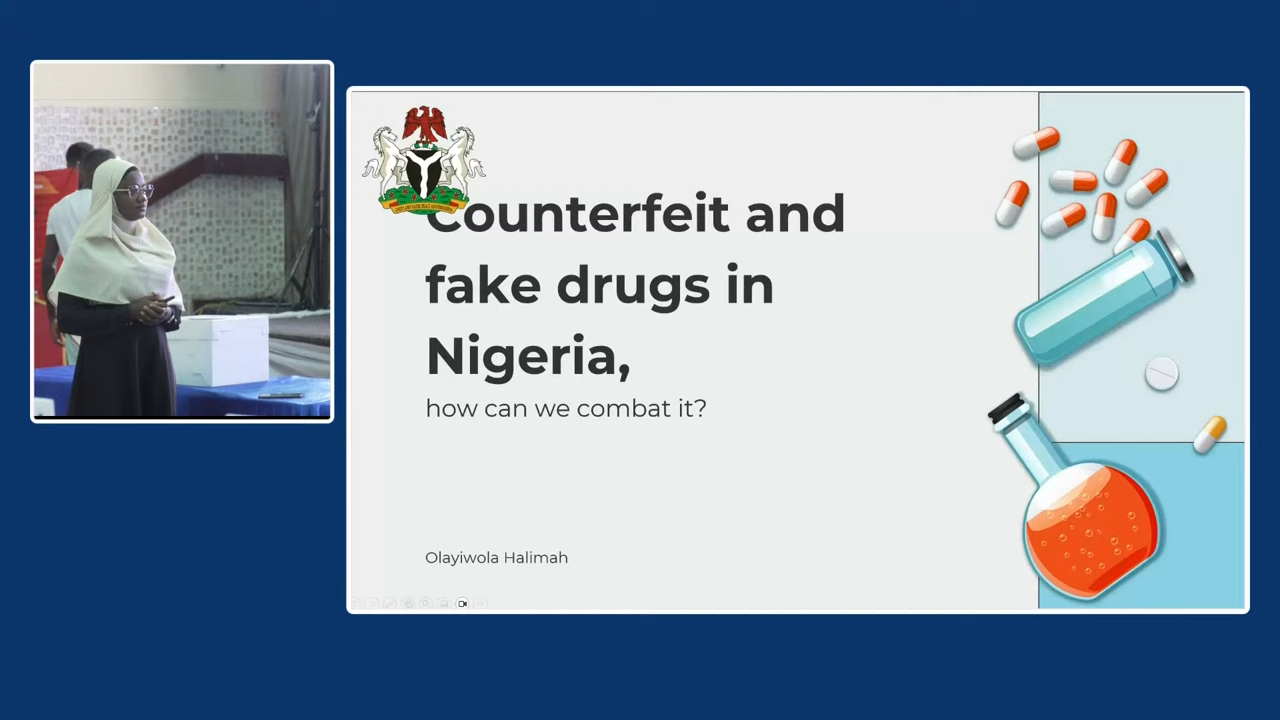 Counterfeit and
fake drugs in
Nigeria,
how can we combat it?
Olayiwola Halimah